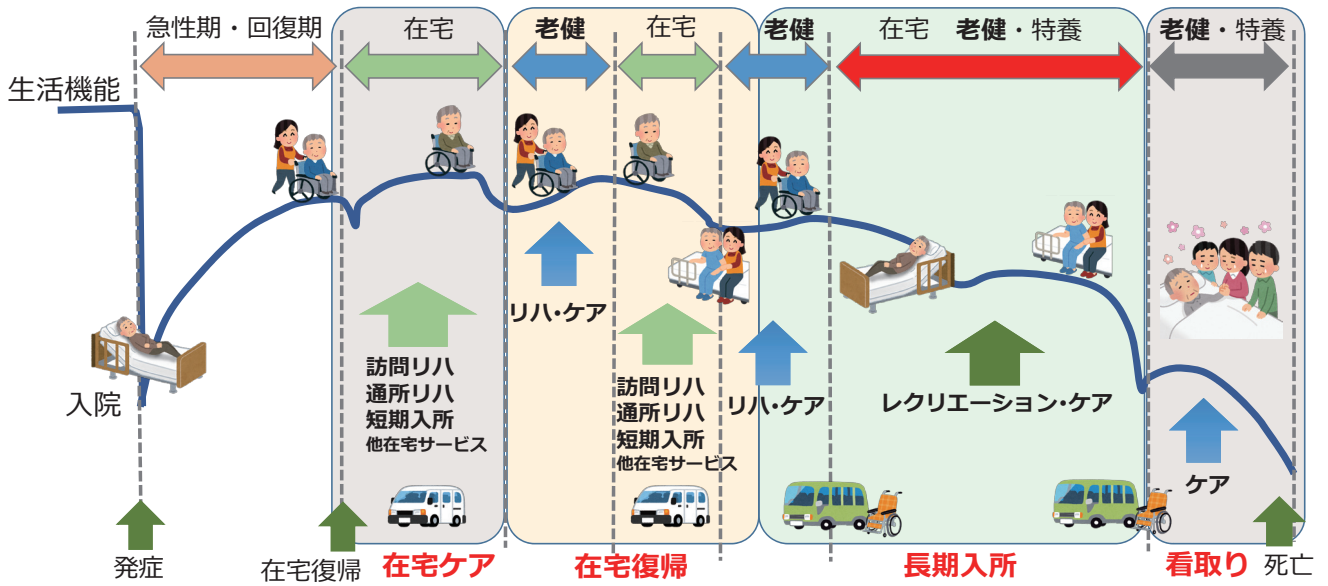 急性期・回復期
在宅
老健
在宅
老健
在宅 老健・特養
老健・特養
生活機能
入院
リハ・ケア
訪問リハ
通所リハ
短期入所
他在宅サービス
訪問リハ
通所リハ
短期入所
他在宅サービス
リハ・ケア
レクリエーション・ケア
ケア
発症
在宅復帰
在宅ケア
在宅復帰
長期入所
看取り
死亡